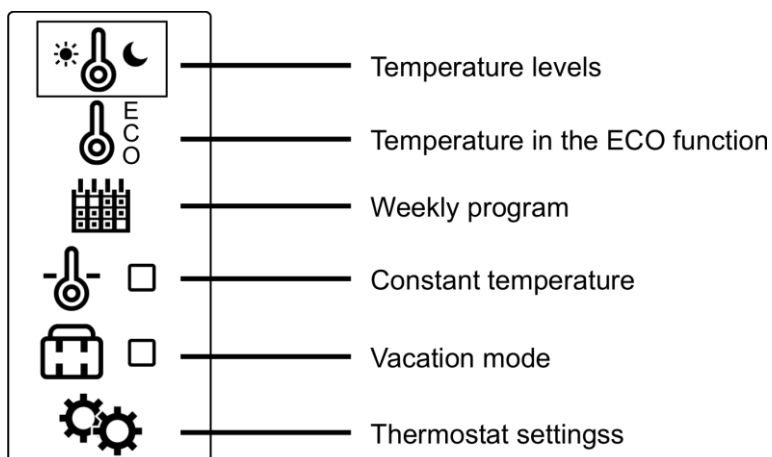 Temperature levels
E
C
O
Temperature in the ECO function
Weekly program
Constant temperature
Vacation mode
Thermostat settingss